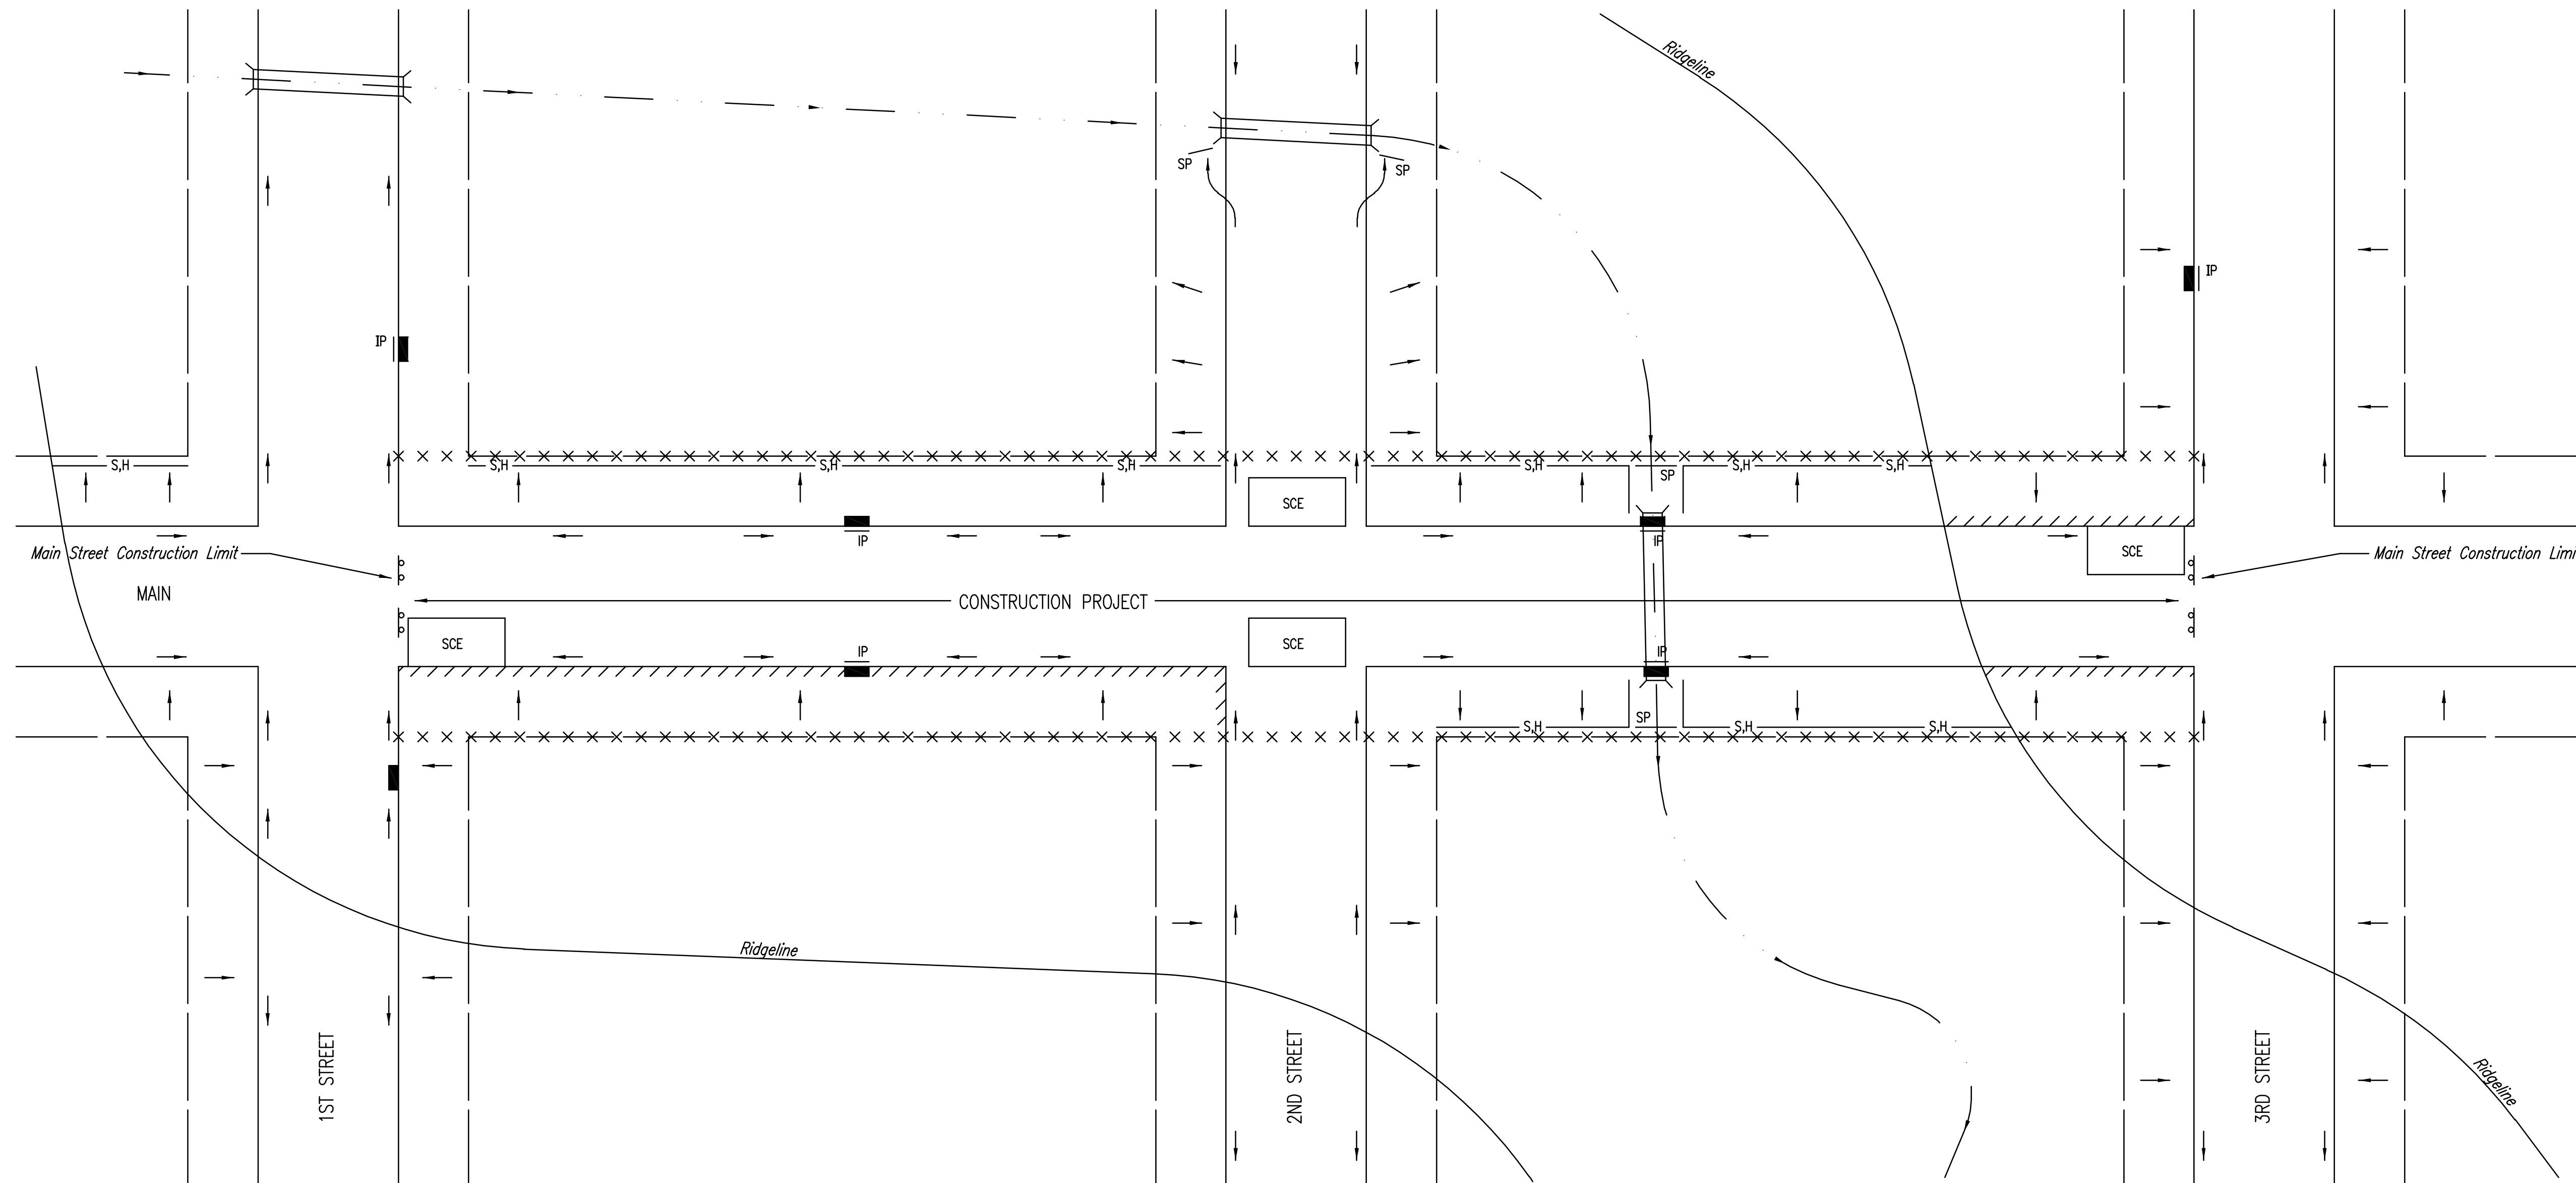 Ridgeline
SP
SP
IP
IP
S,H
S,H
S,H
S,H
S,H
SP
S,H
S,H
SCE
IP
IP
SCE
Main Street Construction Limit
Main Street Construction Limi
MAIN
CONSTRUCTION PROJECT
SCE
SCE
IP
IP
SP
S,H
S,H
S,H
Ridgeline
1ST STREET
2ND STREET
3RD STREET
Ridgeline